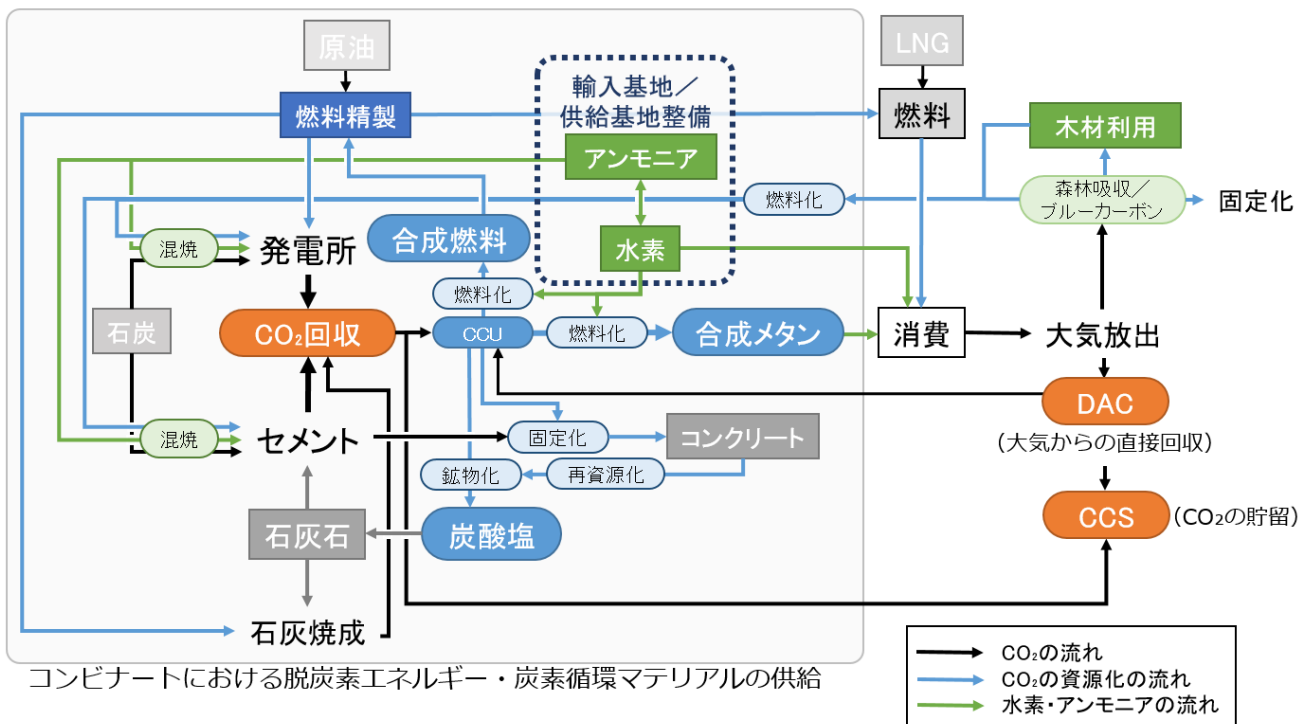 原油
LNG
輸入基地／
供給基地整備
燃料精製
燃料
木材利用
アンモニア
燃料化
森林吸収／
ブルーカーボン
固定化
混焼
発電所
合成燃料
水素
燃料化
石炭
CO₂回収
CCU
燃料化
合成メタン
消費
大気放出
DAC
(大気からの直接回収)
混焼
セメント
固定化
コンクリート
鉱物化
再資源化
石灰石
炭酸塩
CCS
(CO₂の貯留)
石灰焼成
コンビナートにおける脱炭素エネルギー・炭素循環マテリアルの供給
CO₂の流れ
CO₂の資源化の流れ
水素・アンモニアの流れ